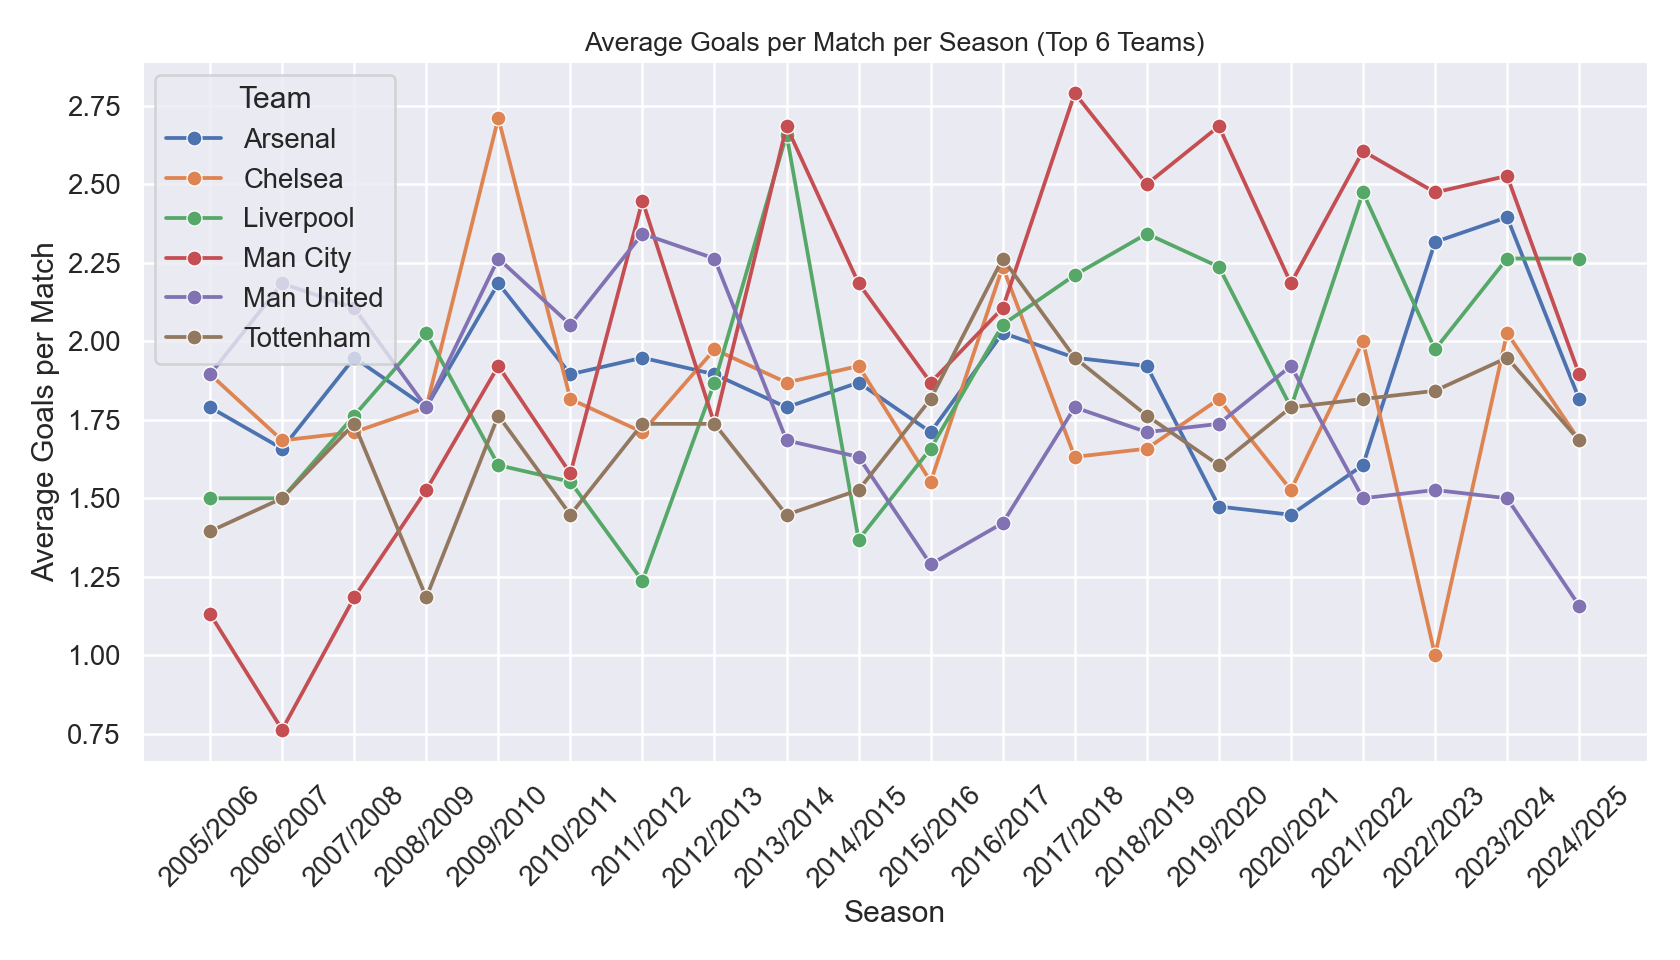 Average Goals per Match per Season (Top 6 Teams)
Average Goals per Match
2.75
2.50
2.25
2.00
1.75
1.50
1.25
1.00
0.75
Team
Arsenal
Chelsea
Liverpool
Man City
Man United
Tottenham
2005/2006
2006/2007
2007/2008
2008/2009
2009/2010
2010/2011
2011/2012
2012/2013
2013/2014
2014/2015
2015/2016
2016/2017
2017/2018
2018/2019
2019/2020
2020/2021
2021/2022
2022/2023
2023/2024
2024/2025
Season